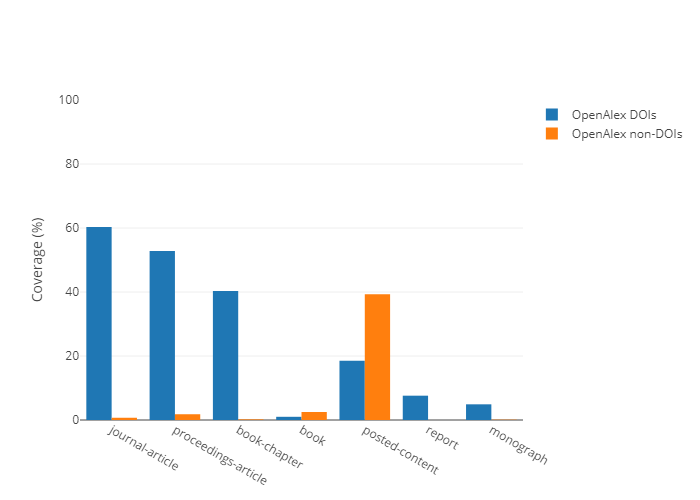 100
80
60
40
20
0
Coverage (%)
journal-article
proceedings-article
book-chapter
book
posted-content
report
monograph
OpenAlex DOIs
OpenAlex non-DOIs